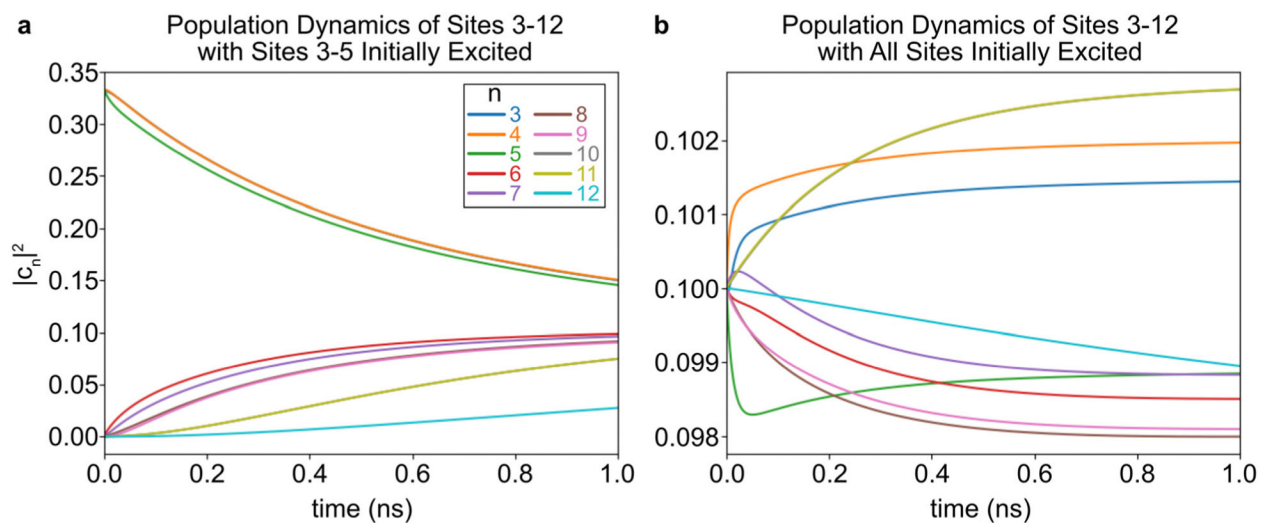 a
Population Dynamics of Sites 3-12
with Sites 3-5 Initially Excited
0.35
0.30
0.25
0.20
0.15
0.10
0.05
0.00
|cₙ|²
n
3 8
4 9
5 10
6 11
7 12
0.0 0.2 0.4 0.6 0.8 1.0
time (ns)
b
Population Dynamics of Sites 3-12
with All Sites Initially Excited
0.102
0.101
0.100
0.099
0.098
0.0 0.2 0.4 0.6 0.8 1.0
time (ns)